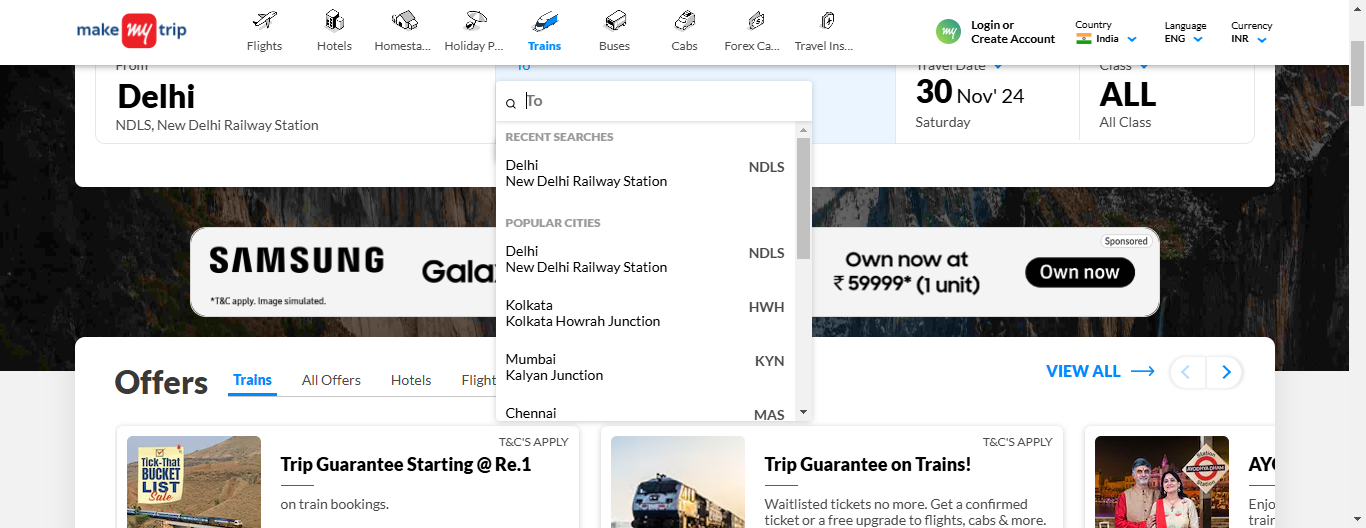 make my trip
Flights
Hotels
Homesta...
Holiday P...
Trains
Buses
Cabs
Forex Ca...
Travel Ins...
my
Login or
Create Account
Country
India
Language
ENG
Currency
INR
From
Delhi
NDLS, New Delhi Railway Station
To
To
RECENT SEARCHES
Delhi
NDLS
New Delhi Railway Station
POPULAR CITIES
Delhi
NDLS
New Delhi Railway Station
Kolkata
HWH
Kolkata Howrah Junction
Mumbai
KYN
Kalyan Junction
Chennai
MAS
Travel Date
30 Nov' 24
Saturday
Class
ALL
All Class
SAMSUNG
*T&C apply. Image simulated.
Gala
Own now at
₹ 59999* (1 unit)
Own now
Sponsored
Offers
Trains
All Offers
Hotels
Flight
VIEW ALL
TICK-THAT
BUCKET
LIST
Sale
T&C'S APPLY
Trip Guarantee Starting @ Re.1
on train bookings.
T&C'S APPLY
Trip Guarantee on Trains!
Waitlisted tickets no more. Get a confirmed
ticket or a free upgrade to flights, cabs & more.
Station
AYODHYA DHAM
Station
AYO
Enjo
train